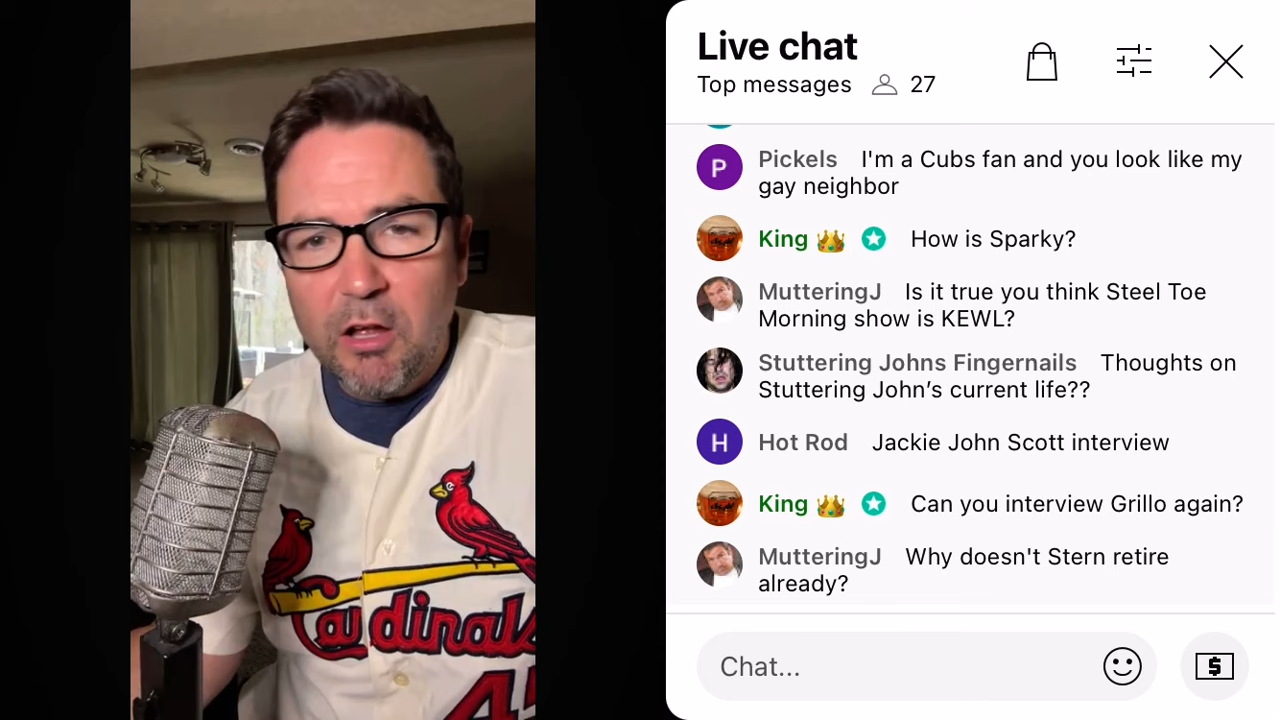 Live chat
Top messages 27
P Pickels I'm a Cubs fan and you look like my
gay neighbor
King 👑 How is Sparky?
MutteringJ Is it true you think Steel Toe
Morning show is KEWL?
Stuttering Johns Fingernails Thoughts on
Stuttering John’s current life??
H Hot Rod Jackie John Scott interview
King 👑 Can you interview Grillo again?
MutteringJ Why doesn't Stern retire
already?
Chat...
$
Cardinals